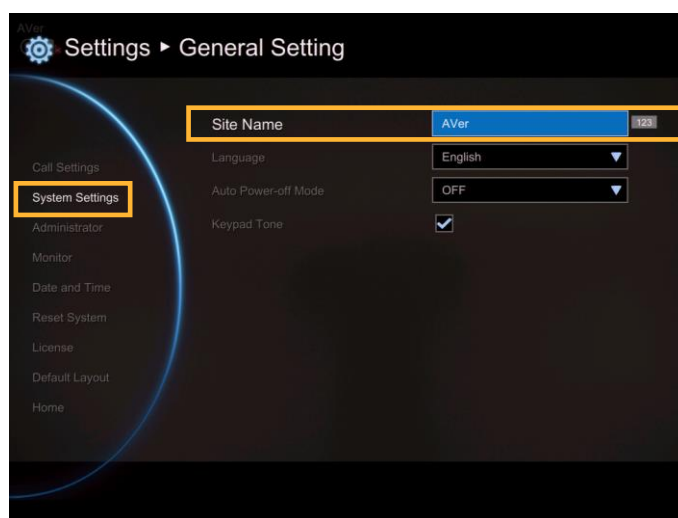 AVer
Settings ► General Setting
Site Name AVer 123
Language English
Auto Power-off Mode OFF
Keypad Tone
Call Settings
System Settings
Administrator
Monitor
Date and Time
Reset System
License
Default Layout
Home